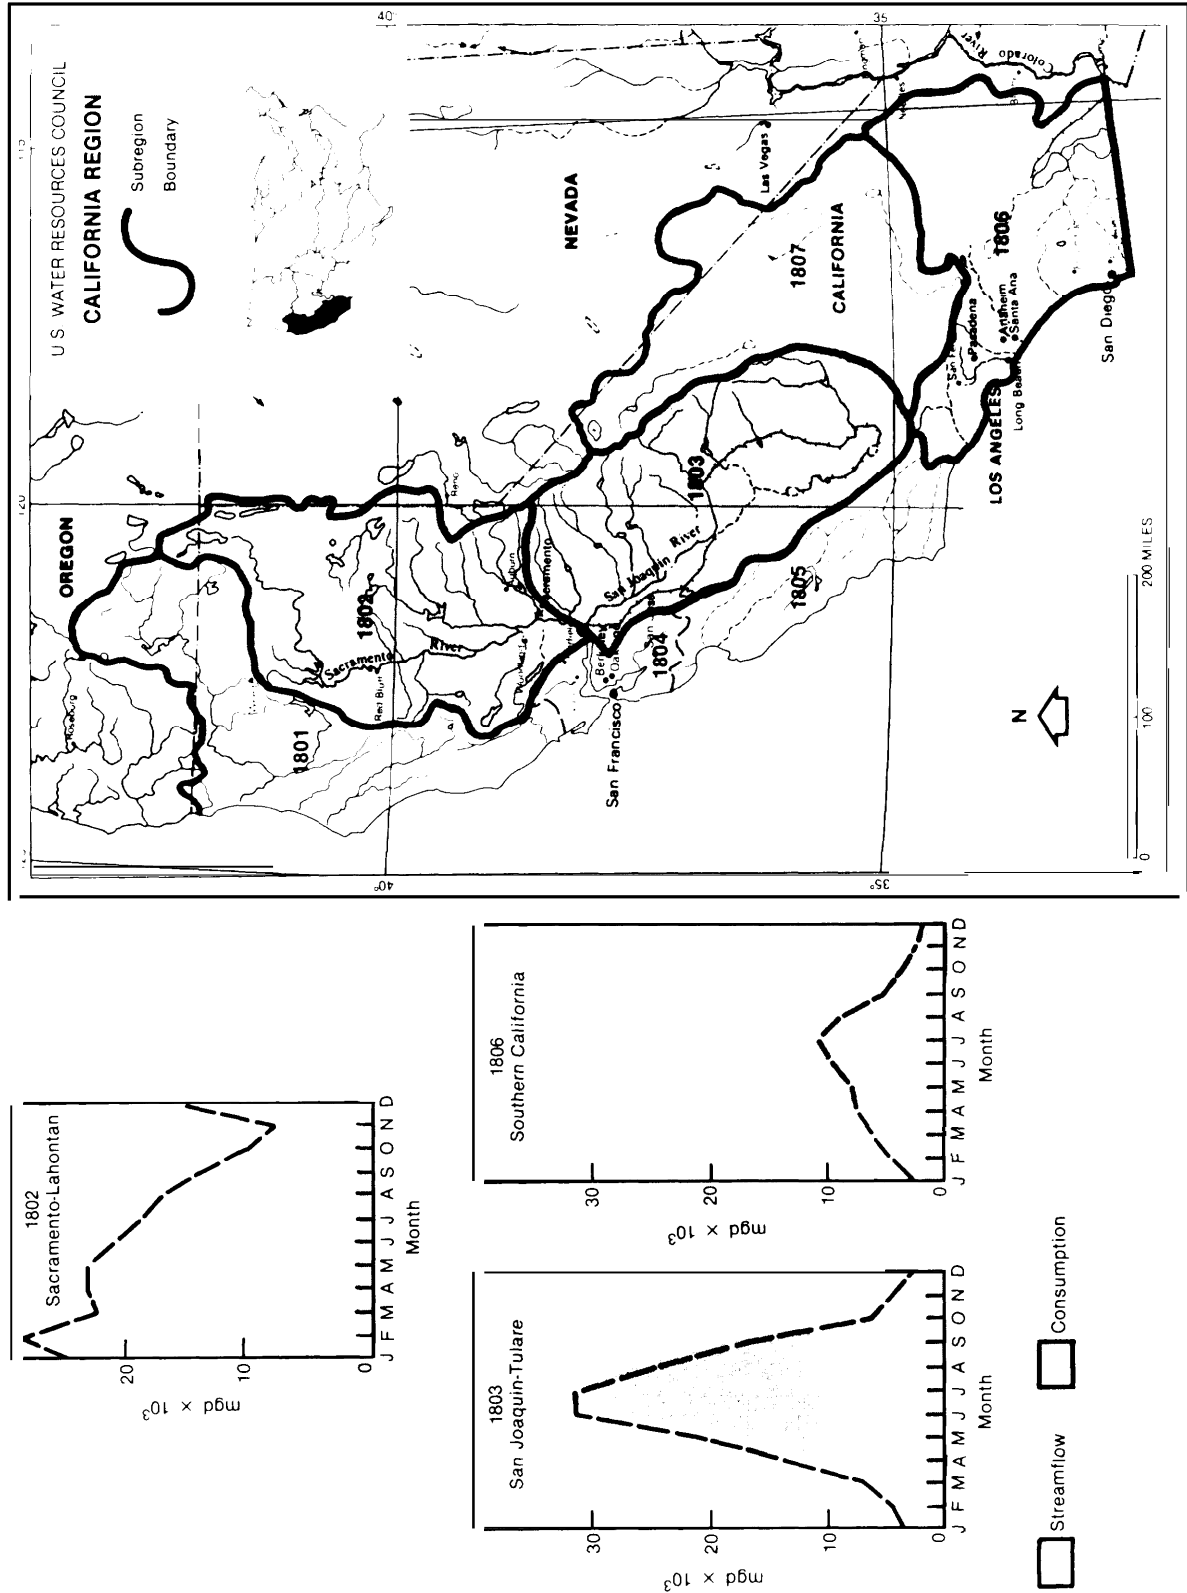 U S WATER RESOURCES COUNCIL
CALIFORNIA REGION
Subregion
Boundary
OREGON
NEVADA
CALIFORNIA
Roseburg
1801
1802
Sacramento
River
Red Bluff
Reno
Auburn
Sacramento
San Joaquin
River
1803
1804
1805
1806
1807
San Francisco
Las Vegas
LOS ANGELES
Pasadena
Anaheim
Santa Ana
Long Beach
San Diego
Colorado
River
120
40
35
40°
35°
N
0
100
200 MILES
1802
Sacramento-Lahontan
mgd × 10³
20
10
0
J F M A M J J A S O N D
Month
1803
San Joaquin-Tulare
mgd × 10³
30
20
10
0
J F M A M J J A S O N D
Month
1806
Southern California
mgd × 10³
30
20
10
0
J F M A M J J A S O N D
Month
Streamflow
Consumption